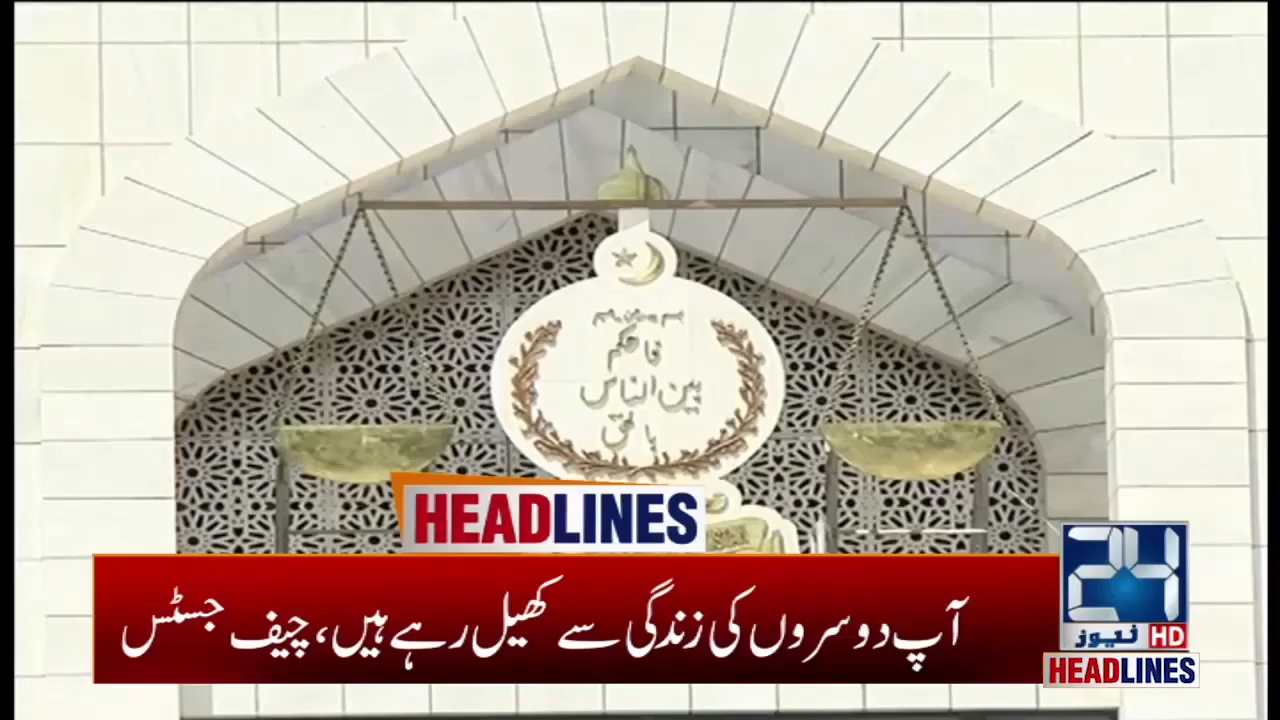 فاحکم
بین الناس
بالحق
HEADLINES
آپ دوسروں کی زندگی سے کھیل رہے ہیں، چیف جسٹس
24
نیوز HD
HEADLINES